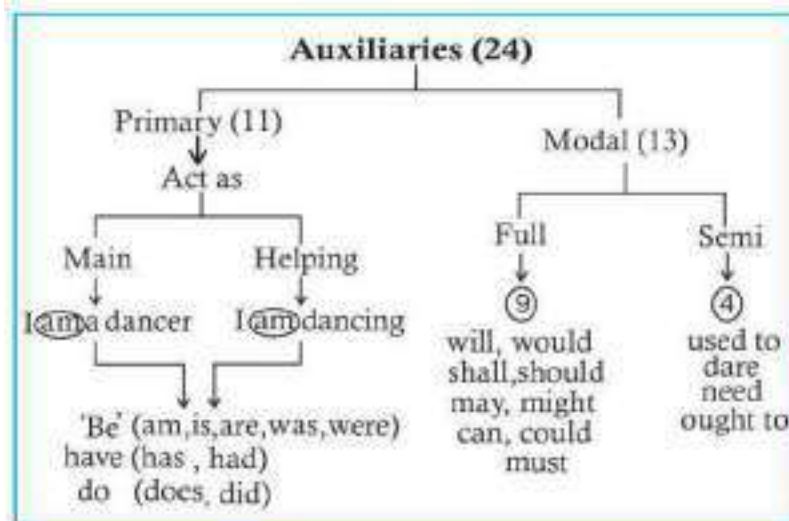 Auxiliaries (24)
Primary (11)
Modal (13)
Act as
Main
Helping
Full
Semi
I am a dancer
I am dancing
9
4
will, would
shall,should
may, might
can, could
must
used to
dare
need
ought to
'Be' (am,is,are,was,were)
have (has , had)
do (does, did)